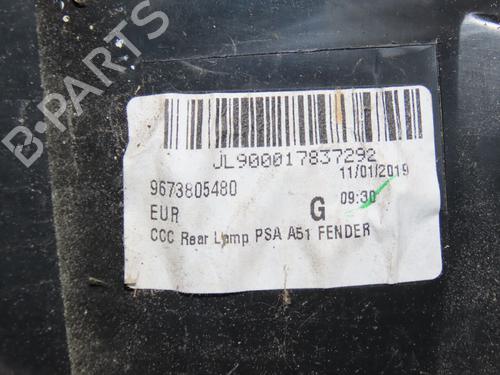 B-PARTS
JL900017837292
11/01/2019
9673805480
09:30
EUR
G
CCC Rear Lamp PSA A51 FENDER